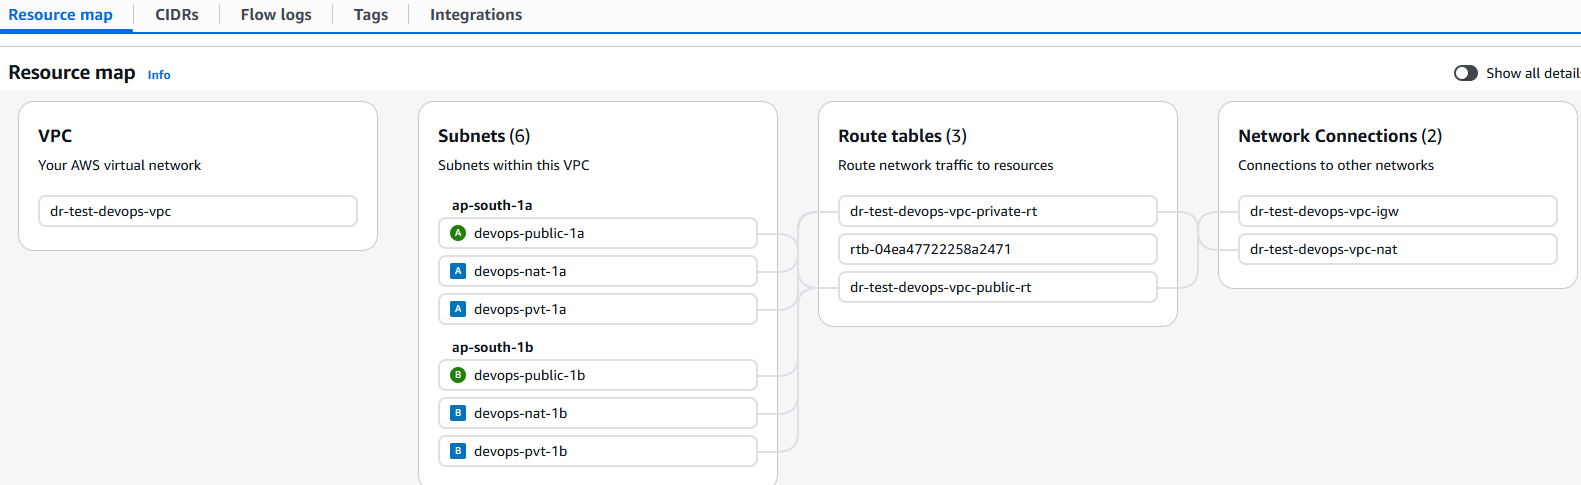 Resource map
CIDRs
Flow logs
Tags
Integrations
Resource map Info
Show all detail
VPC
Your AWS virtual network
dr-test-devops-vpc
Subnets (6)
Subnets within this VPC
ap-south-1a
A devops-public-1a
A devops-nat-1a
A devops-pvt-1a
ap-south-1b
B devops-public-1b
B devops-nat-1b
B devops-pvt-1b
Route tables (3)
Route network traffic to resources
dr-test-devops-vpc-private-rt
rtb-04ea47722258a2471
dr-test-devops-vpc-public-rt
Network Connections (2)
Connections to other networks
dr-test-devops-vpc-igw
dr-test-devops-vpc-nat